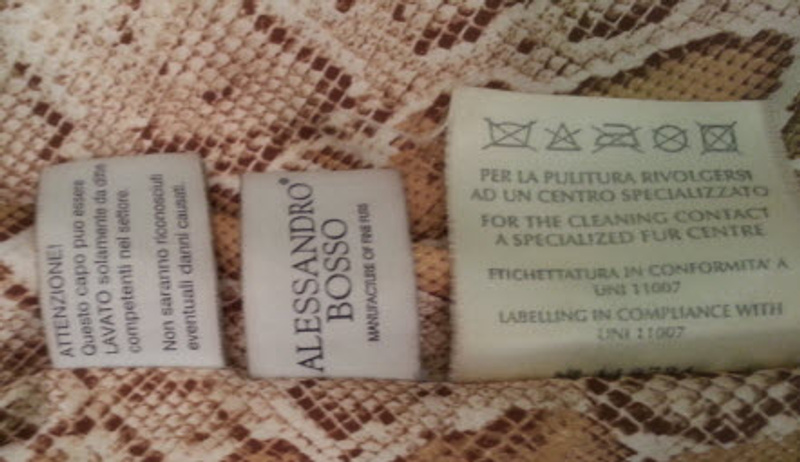 ATTENZIONE!
Questo capo puo essere
LAVATO solamente da ditte
competenti nel settore.
Non saranno riconosciuti
eventuali danni causati.
ALESSANDRO®
BOSSO
MANUFACTURE OF FINE FURS
PER LA PULITURA RIVOLGERSI
AD UN CENTRO SPECIALIZZATO
FOR THE CLEANING CONTACT
A SPECIALIZED FUR CENTRE
ETICHETTATURA IN CONFORMITA' A
UNI 11007
LABELLING IN COMPLIANCE WITH
UNI 11007